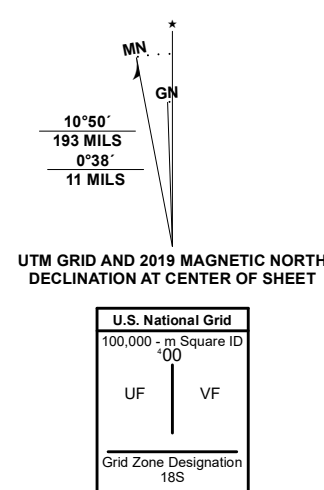 ★
MN
GN
10°50´
193 MILS
0°38´
11 MILS
UTM GRID AND 2019 MAGNETIC NORTH
DECLINATION AT CENTER OF SHEET
U.S. National Grid
100,000 - m Square ID
⁴00
UF VF
Grid Zone Designation
18S